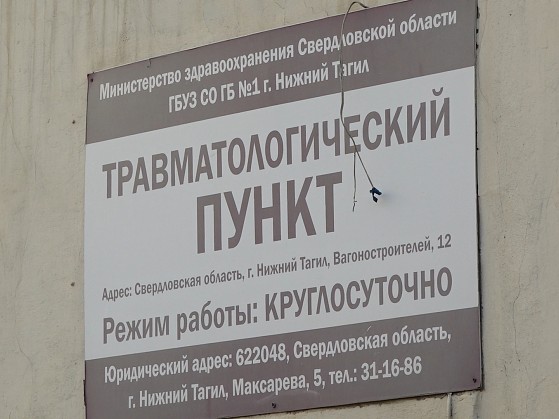 Министерство здравоохранения Свердловской области
ГБУЗ СО ГБ №1 г. Нижний Тагил
ТРАВМАТОЛОГИЧЕСКИЙ
ПУНКТ
Адрес: Свердловская область, г. Нижний Тагил, Вагоностроителей, 12
Режим работы: КРУГЛОСУТОЧНО
Юридический адрес: 622048, Свердловская область,
г. Нижний Тагил, Максарева, 5, тел.: 31-16-86